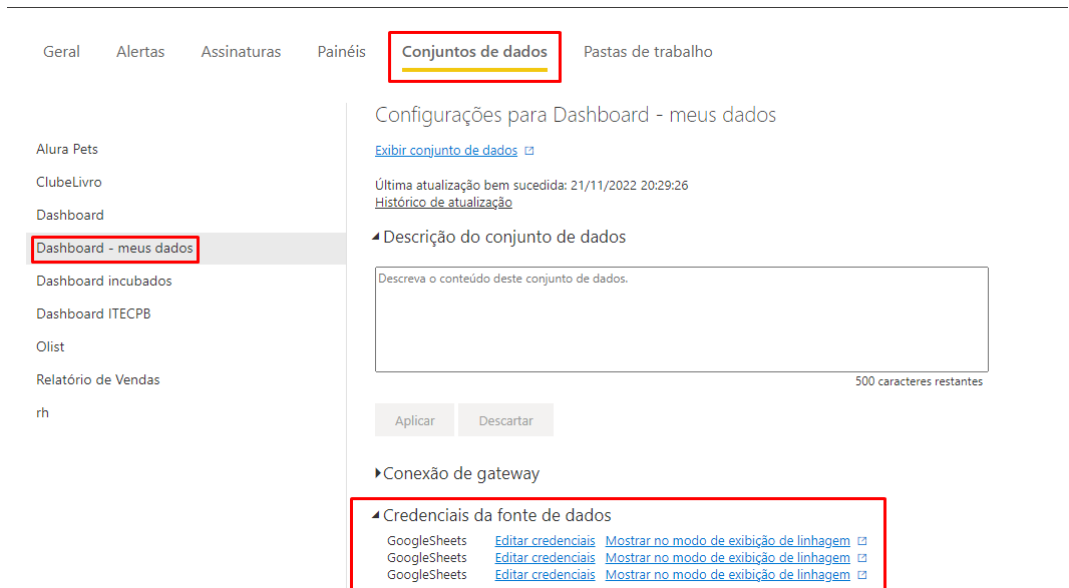 Geral Alertas Assinaturas Painéis Conjuntos de dados Pastas de trabalho
Alura Pets
ClubeLivro
Dashboard
Dashboard - meus dados
Dashboard incubados
Dashboard ITECPB
Olist
Relatório de Vendas
rh
Configurações para Dashboard - meus dados
Exibir conjunto de dados
Última atualização bem sucedida: 21/11/2022 20:29:26
Histórico de atualização
Descrição do conjunto de dados
Descreva o conteúdo deste conjunto de dados.
500 caracteres restantes
Aplicar Descartar
Conexão de gateway
Credenciais da fonte de dados
GoogleSheets Editar credenciais Mostrar no modo de exibição de linhagem
GoogleSheets Editar credenciais Mostrar no modo de exibição de linhagem
GoogleSheets Editar credenciais Mostrar no modo de exibição de linhagem